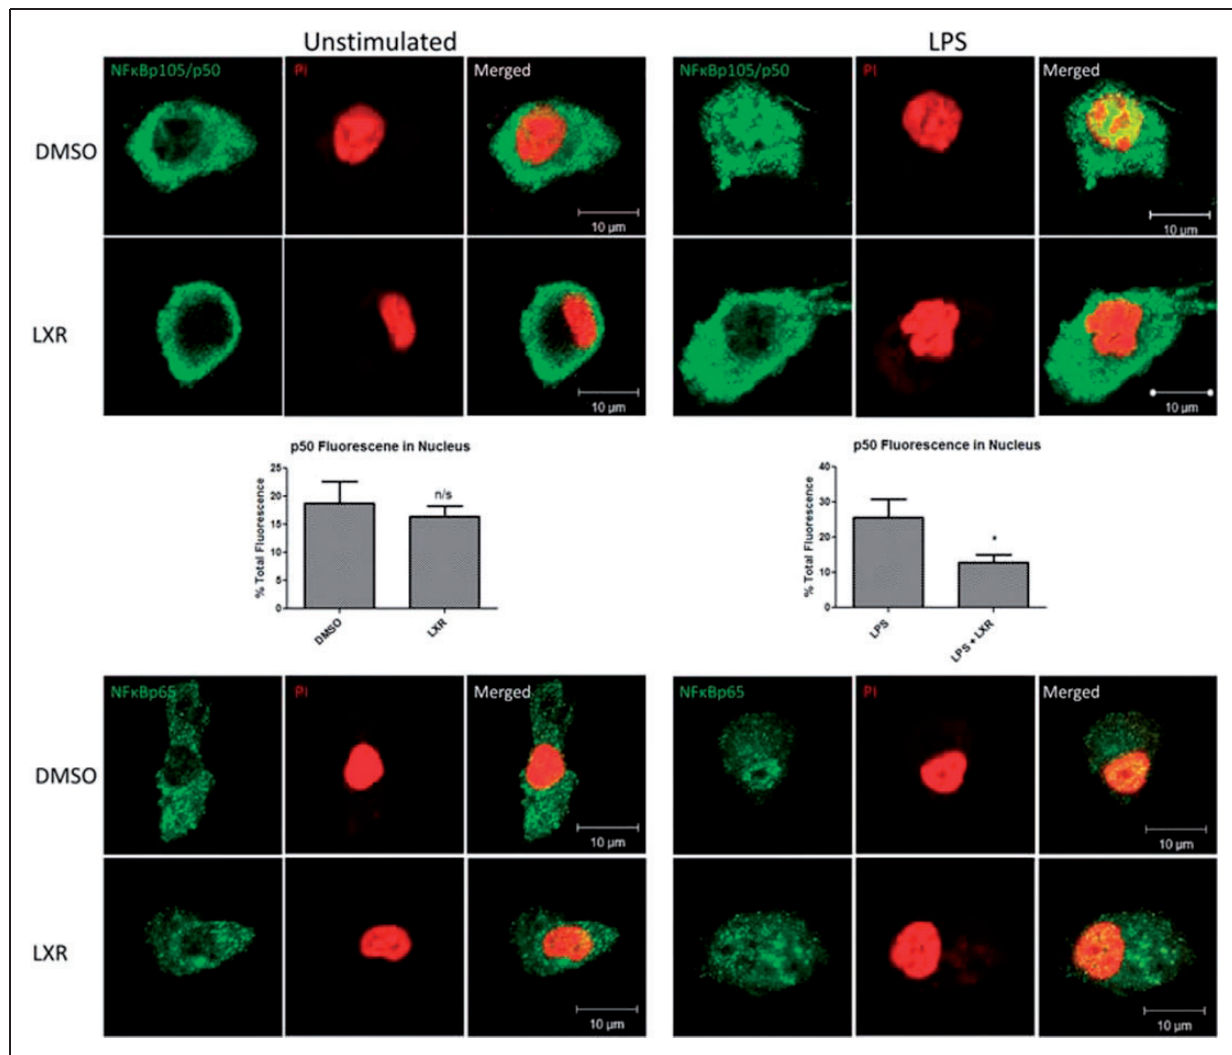 Unstimulated
LPS
NFκBp105/p50
PI
Merged
NFκBp105/p50
PI
Merged
DMSO
10 µm
10 µm
LXR
10 µm
10 µm
p50 Fluorescene in Nucleus
% Total Fluorescence
25
20
15
10
5
0
n/s
DMSO
LXR
p50 Fluorescence in Nucleus
% Total Fluorescence
40
30
20
10
0
*
LPS
LPS + LXR
NFκBp65
PI
Merged
NFκBp65
PI
Merged
DMSO
10 µm
10 µm
LXR
10 µm
10 µm